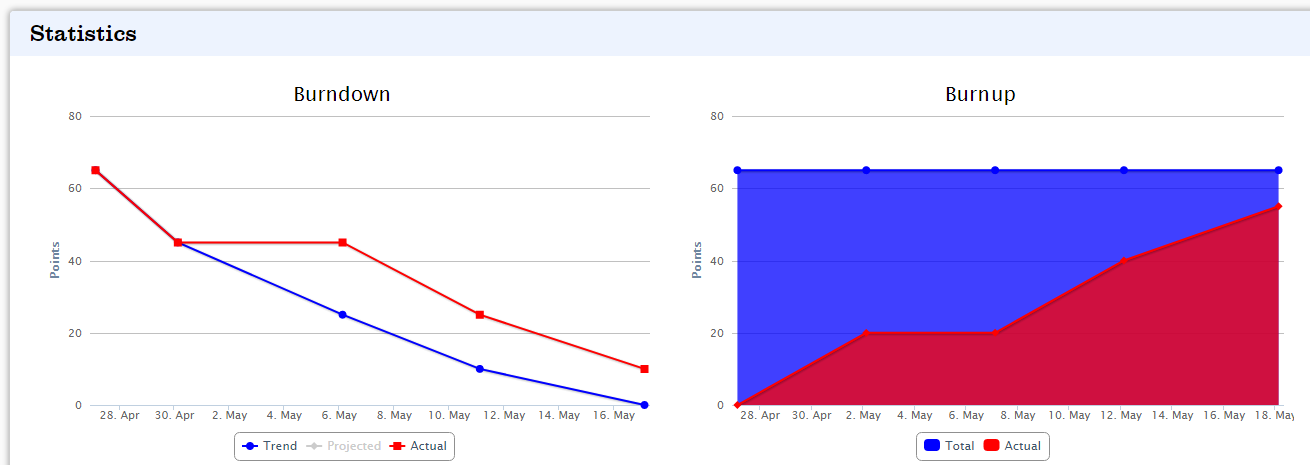 Statistics
Burndown
80
60
40
20
0
Points
28. Apr 30. Apr 2. May 4. May 6. May 8. May 10. May 12. May 14. May 16. May
Trend Projected Actual
Burnup
80
60
40
20
0
Points
28. Apr 30. Apr 2. May 4. May 6. May 8. May 10. May 12. May 14. May 16. May 18. May
Total Actual